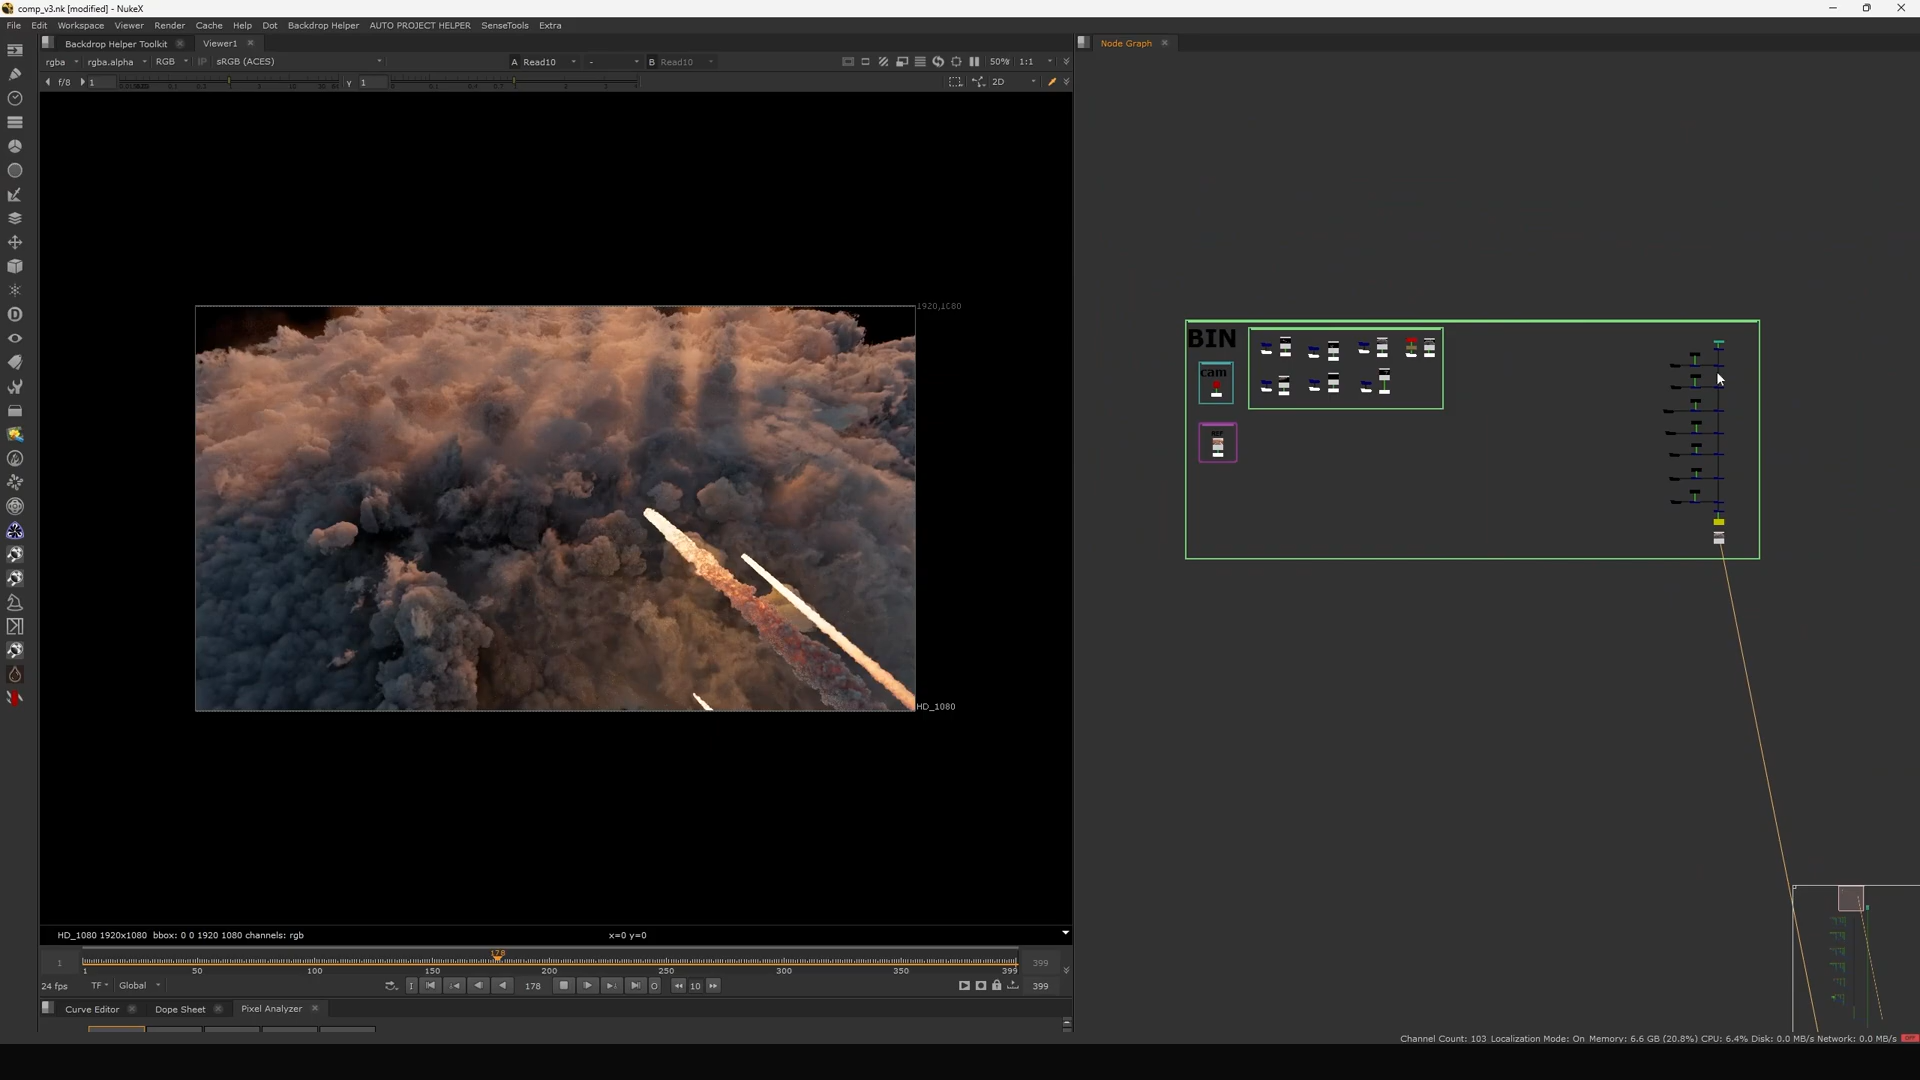 comp_v3.nk [modified] - NukeX
File Edit Workspace Viewer Render Cache Help Dot Backdrop Helper AUTO PROJECT HELPER SenseTools Extra
Backdrop Helper Toolkit Viewer1 Node Graph
rgba rgba.alpha RGB IP sRGB (ACES) A Read10 - B Read10 50% 1:1
f/8 1 Y 1 2D
1920,1080
BIN
cam
REF
HD_1080
HD_1080 1920x1080 bbox: 0 0 1920 1080 channels: rgb x=0 y=0
178
1 399
1 50 100 150 200 250 300 350 399
24 fps TF Global 178 10 399
Curve Editor Dope Sheet Pixel Analyzer
Channel Count: 103 Localization Mode: On Memory: 6.6 GB (20.8%) CPU: 6.4% Disk: 0.0 MB/s Network: 0.0 MB/s